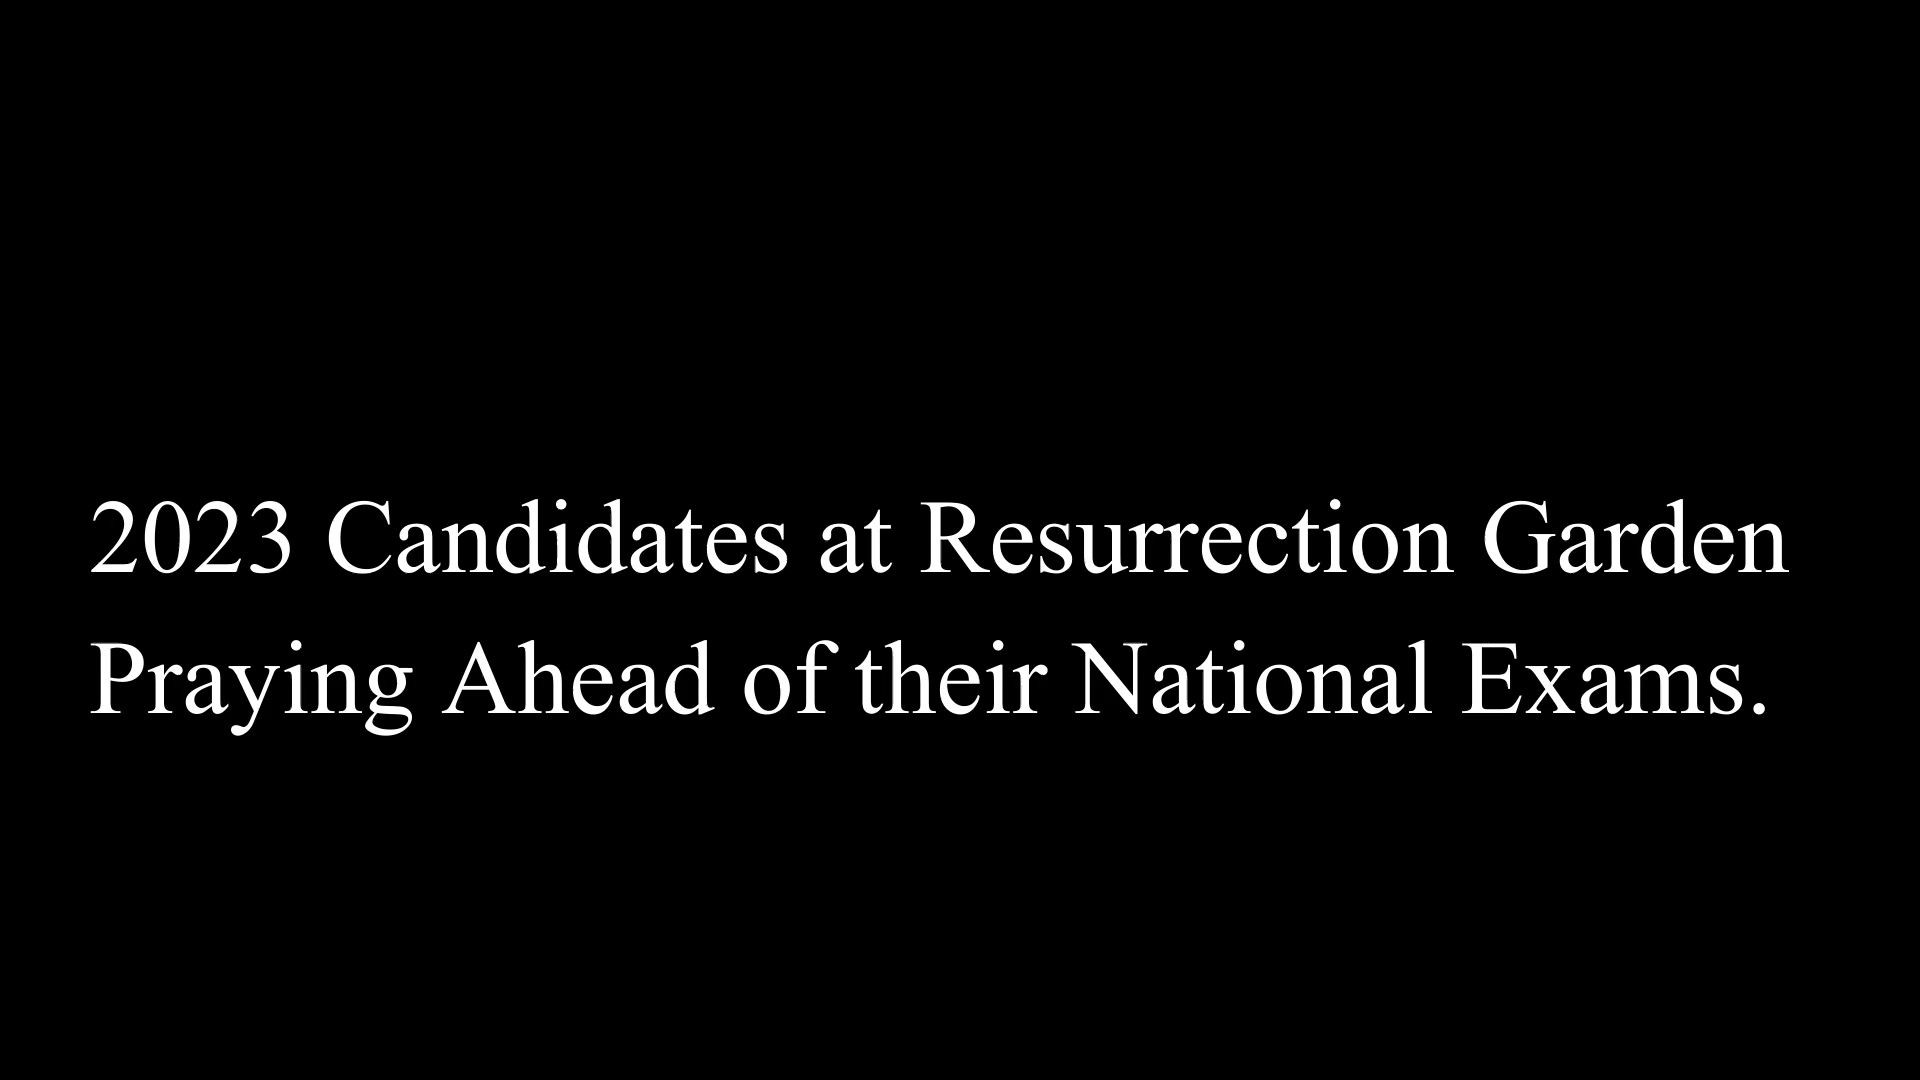 2023 Candidates at Resurrection Garden
Praying Ahead of their National Exams.